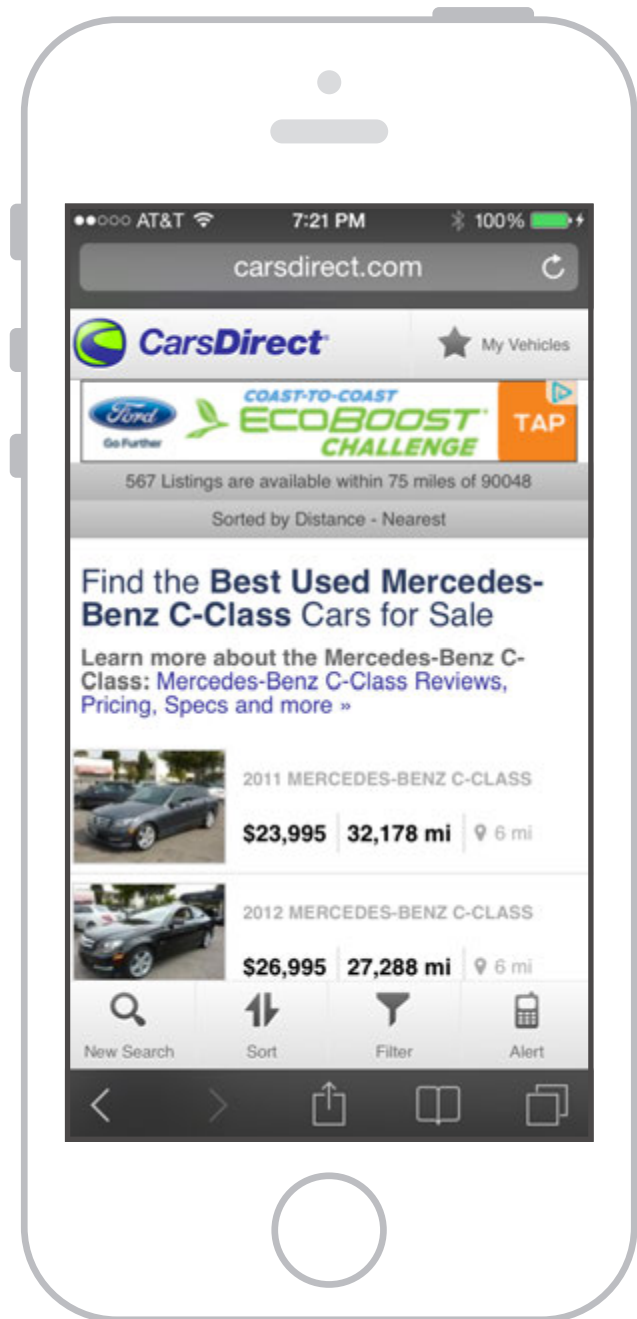 AT&T 7:21 PM 100%
carsdirect.com
CarsDirect My Vehicles
Ford
Go Further
COAST-TO-COAST
ECOBOOST
CHALLENGE
TAP
567 Listings are available within 75 miles of 90048
Sorted by Distance - Nearest
Find the Best Used Mercedes-
Benz C-Class Cars for Sale
Learn more about the Mercedes-Benz C-
Class: Mercedes-Benz C-Class Reviews,
Pricing, Specs and more »
2011 MERCEDES-BENZ C-CLASS
$23,995 32,178 mi 6 mi
2012 MERCEDES-BENZ C-CLASS
$26,995 27,288 mi 6 mi
New Search Sort Filter Alert